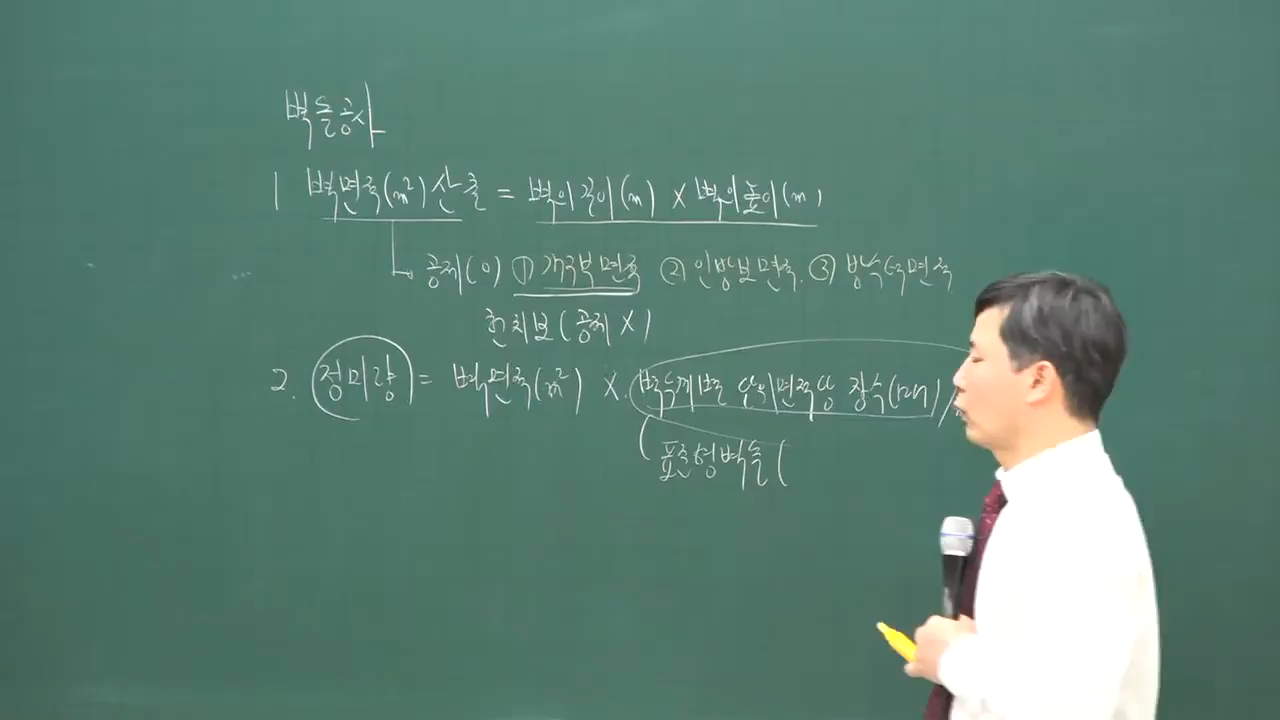 벽돌공사
1 벽면적(m²)산출 = 벽의 길이(m) × 벽의 높이(m)
공제(0) ① 개구부 면적 ② 인방보 면적. ③ 방수턱 면적
헌치보(공제 X)
2. 정미량 = 벽면적(m²) × 벽두께별 단위면적당 장수(매)/
표준형벽돌(